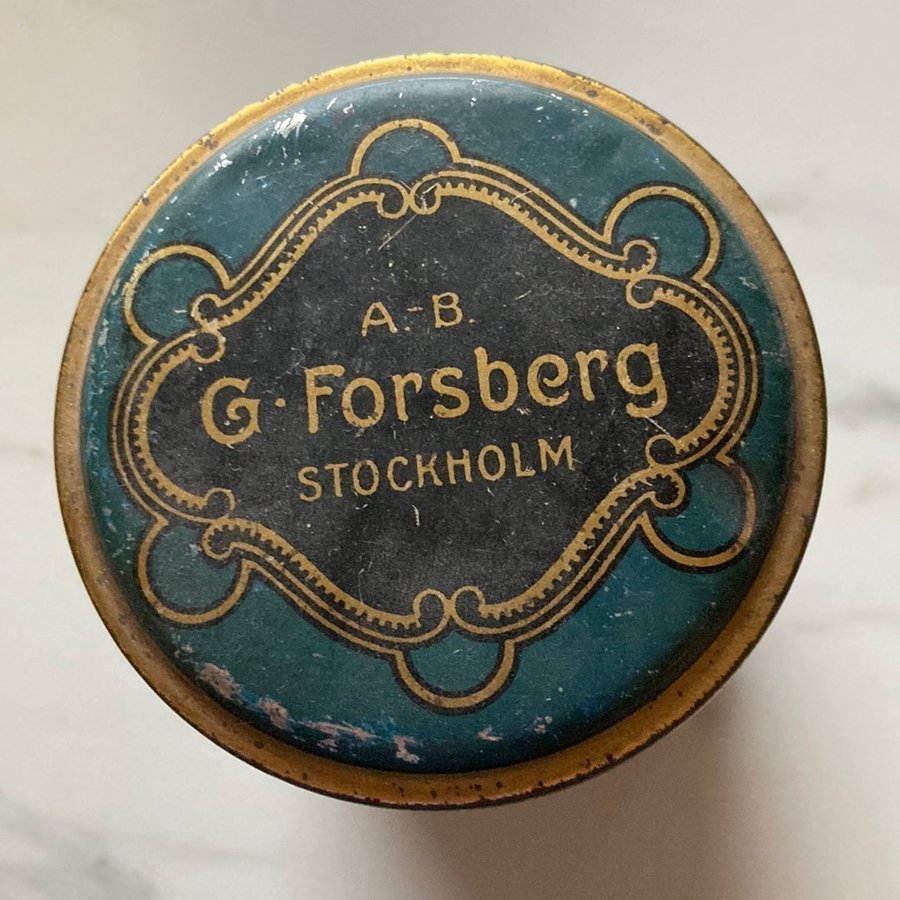 A.-B.
G. Forsberg
STOCKHOLM